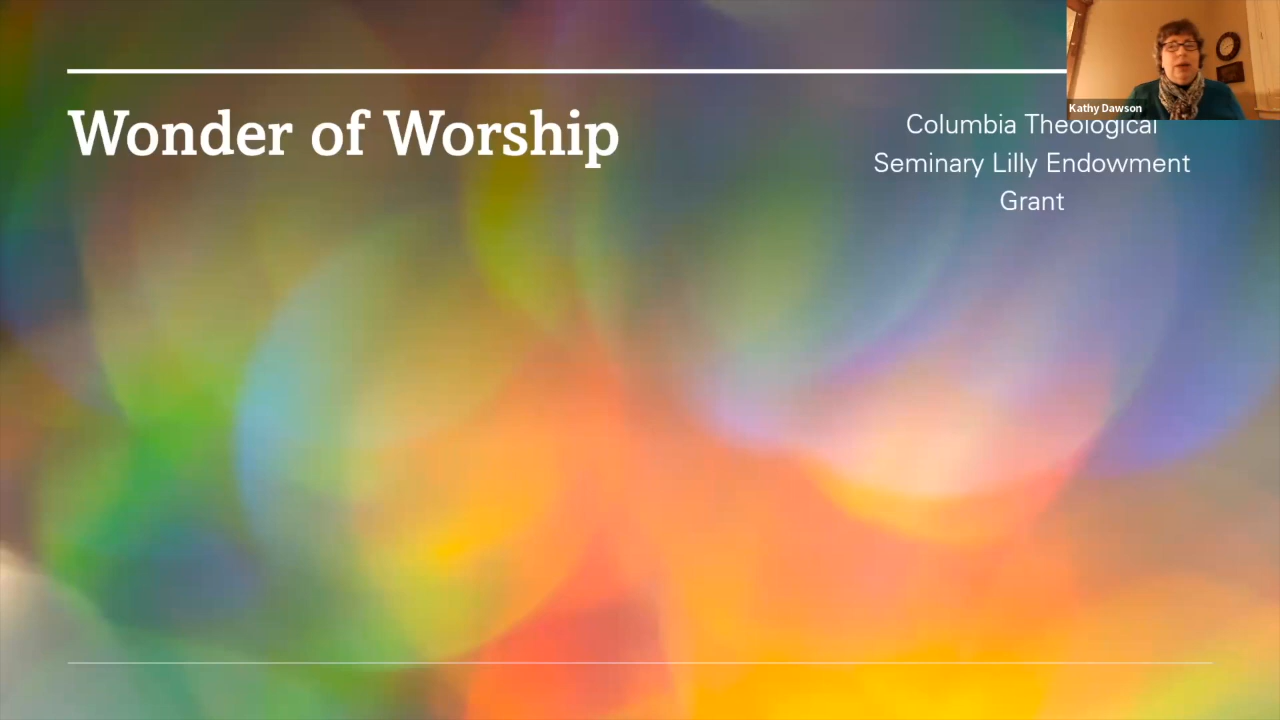 Wonder of Worship
Kathy Dawson
Columbia Theological
Seminary Lilly Endowment
Grant